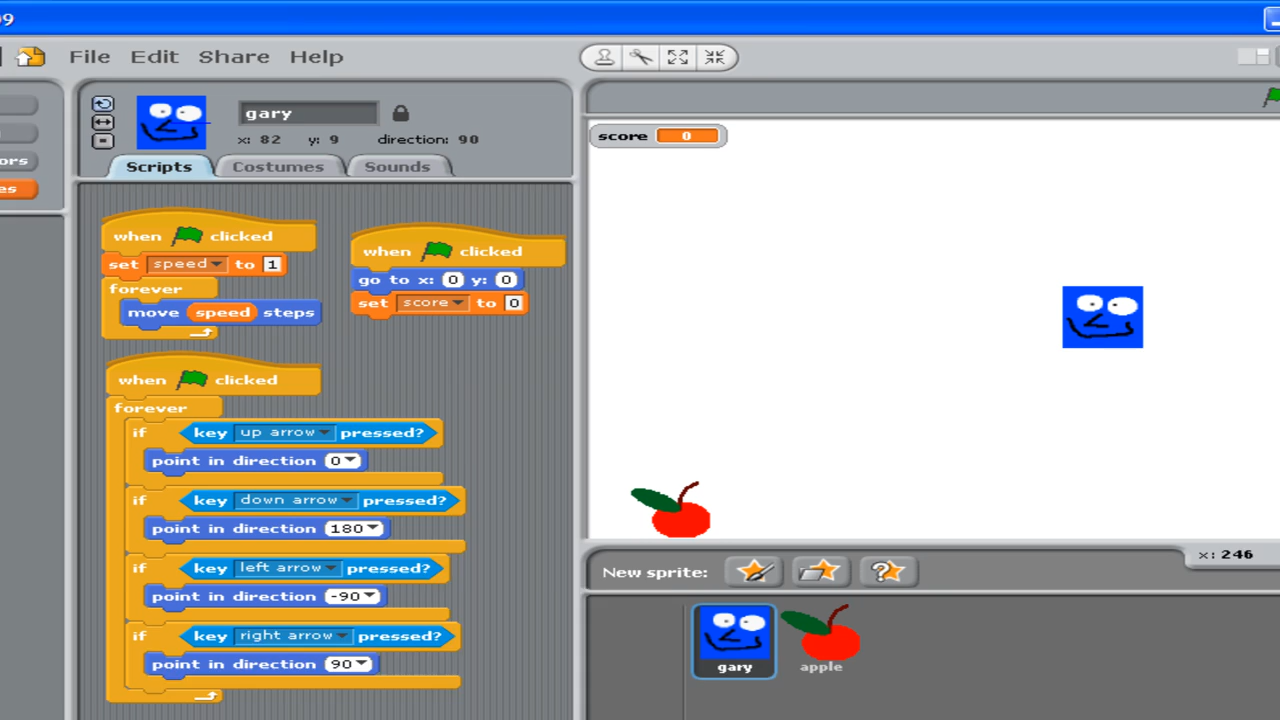 9
File Edit Share Help
gary
x: 82 y: 9 direction: 90
ors
es
Scripts Costumes Sounds
when clicked
set speed to 1
forever
move speed steps
when clicked
go to x: 0 y: 0
set score to 0
when clicked
forever
if key up arrow pressed?
point in direction 0
if key down arrow pressed?
point in direction 180
if key left arrow pressed?
point in direction -90
if key right arrow pressed?
point in direction 90
score 0
x: 246
New sprite:
gary
apple